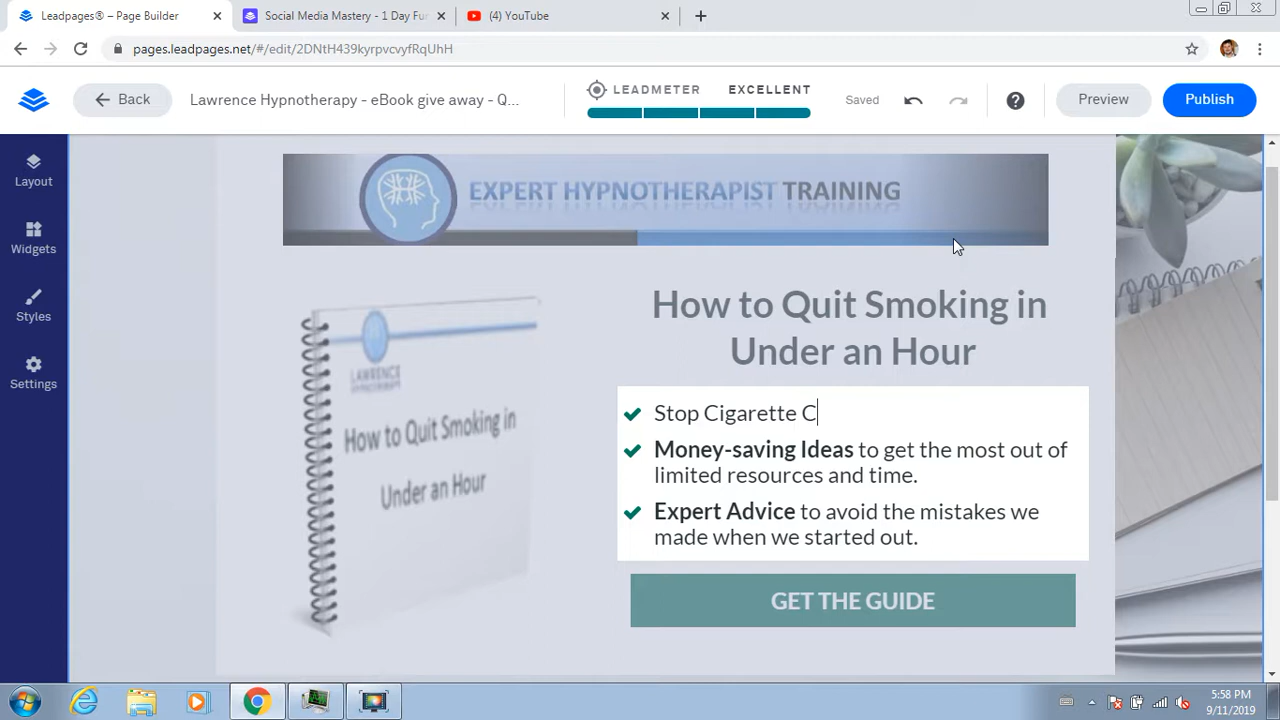 Leadpages® – Page Builder
Social Media Mastery - 1 Day Fu
(4) YouTube
pages.leadpages.net/#/edit/2DNtH439kyrpvcvyfRqUhH
Back
Lawrence Hypnotherapy - eBook give away - Q...
LEADMETER EXCELLENT
Saved
Preview
Publish
Layout
Widgets
Styles
Settings
EXPERT HYPNOTHERAPIST TRAINING
LAWRENCE
HYPNOTHERAPY
How to Quit Smoking in
Under an Hour
How to Quit Smoking in
Under an Hour
Stop Cigarette C
Money-saving Ideas to get the most out of
limited resources and time.
Expert Advice to avoid the mistakes we
made when we started out.
GET THE GUIDE
5:58 PM
9/11/2019